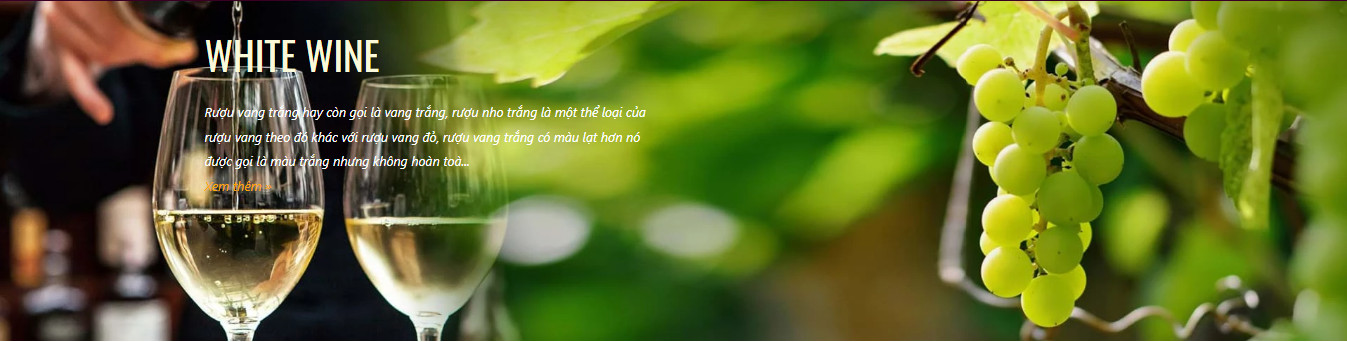 WHITE WINE
Rượu vang trắng hay còn gọi là vang trắng, rượu nho trắng là một thể loại của
rượu vang theo đó khác với rượu vang đỏ, rượu vang trắng có màu lạt hơn nó
được gọi là màu trắng nhưng không hoàn toà...
Xem thêm...